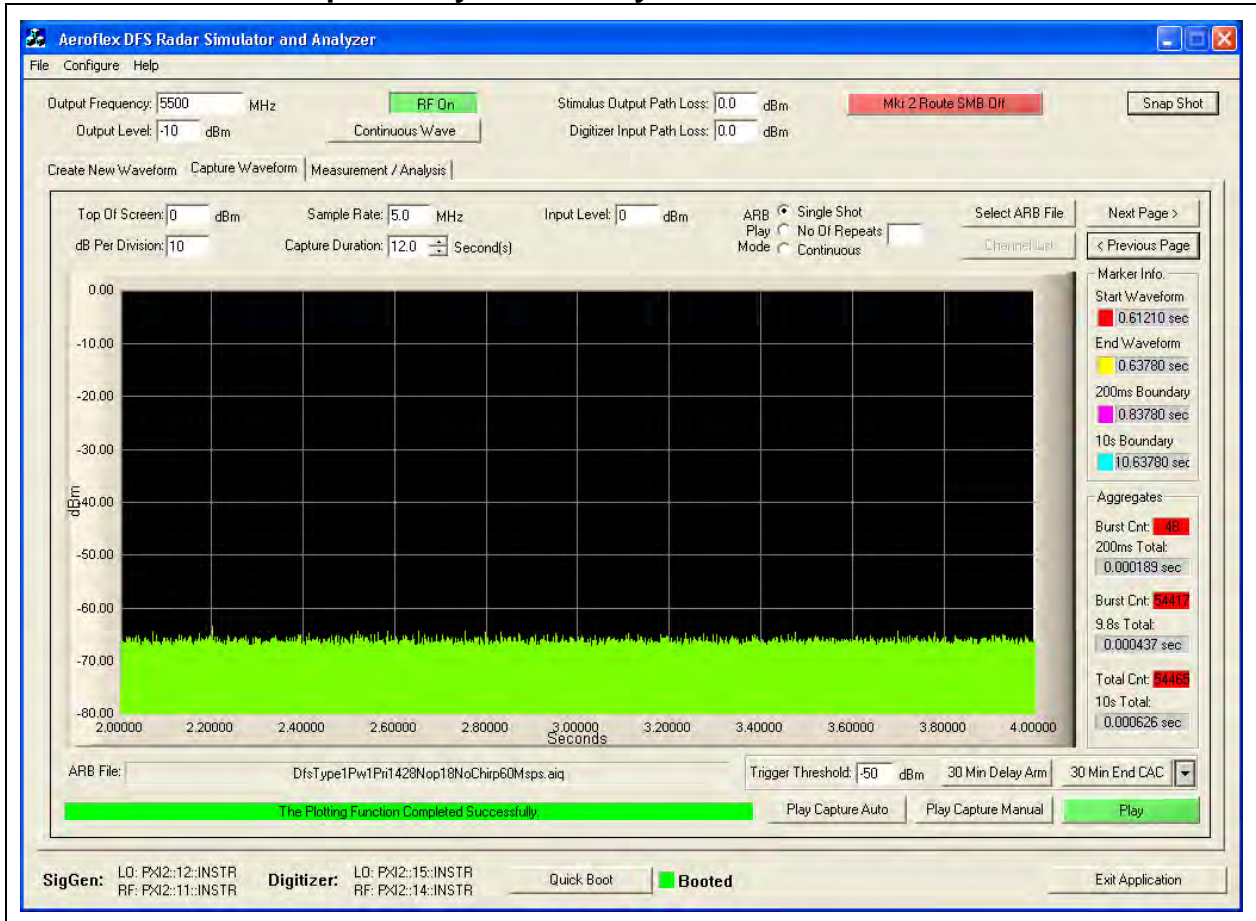 Aeroflex DFS Radar Simulator and Analyzer
File Configure Help
Output Frequency: 5500 MHz RF On Stimulus Output Path Loss: 0.0 dBm Mkr 2 Route SMB Off Snap Shot
Output Level: -10 dBm Continuous Wave Digitizer Input Path Loss: 0.0 dBm
Create New Waveform Capture Waveform Measurement / Analysis
Top Of Screen: 0 dBm Sample Rate: 5.0 MHz Input Level: 0 dBm ARB Play Mode Single Shot Select ARB File Next Page >
No Of Repeats
dB Per Division: 10 Capture Duration: 12.0 Second(s) Continuous Channel List < Previous Page
Marker Info.
Start Waveform
0.61210 sec
End Waveform
0.63780 sec
200ms Boundary
0.83780 sec
10s Boundary
10.63780 sec
Aggregates
Burst Cnt: 48
200ms Total:
0.000189 sec
Burst Cnt: 54417
9.8s Total:
0.000437 sec
Total Cnt: 54465
10s Total:
0.000626 sec
0.00
-10.00
-20.00
-30.00
-40.00
-50.00
-60.00
-70.00
-80.00
dBm
2.00000 2.20000 2.40000 2.60000 2.80000 3.00000 3.20000 3.40000 3.60000 3.80000 4.00000
Seconds
ARB File: DfsType1Pw1Pri1428Nop18NoChirp60Msps.aiq Trigger Threshold: -50 dBm 30 Min Delay Arm 30 Min End CAC
The Plotting Function Completed Successfully. Play Capture Auto Play Capture Manual Play
SigGen: LO: PXI2::12::INSTR Digitizer: LO: PXI2::15::INSTR Quick Boot Booted Exit Application
RF: PXI2::11::INSTR RF: PXI2::14::INSTR